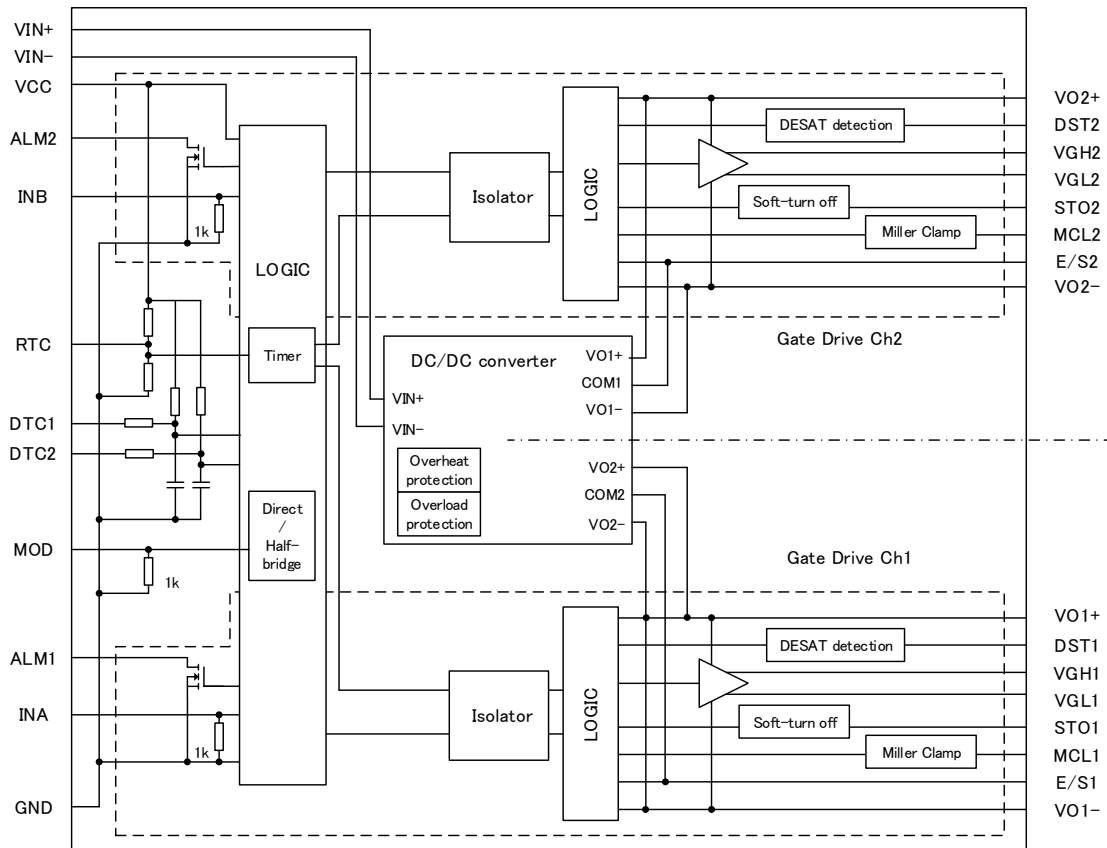 VIN+
VIN-
VCC
ALM2
INB
RTC
DTC1
DTC2
MOD
ALM1
INA
GND
1k
LOGIC
Timer
Direct
/
Half-
bridge
1k
1k
Isolator
LOGIC
DESAT detection
Soft-turn off
Miller Clamp
VO2+
DST2
VGH2
VGL2
STO2
MCL2
E/S2
VO2-
Gate Drive Ch2
DC/DC converter
VIN+
VIN-
VO1+
COM1
VO1-
Overheat
protection
Overload
protection
VO2+
COM2
VO2-
Gate Drive Ch1
Isolator
LOGIC
DESAT detection
Soft-turn off
Miller Clamp
VO1+
DST1
VGH1
VGL1
STO1
MCL1
E/S1
VO1-